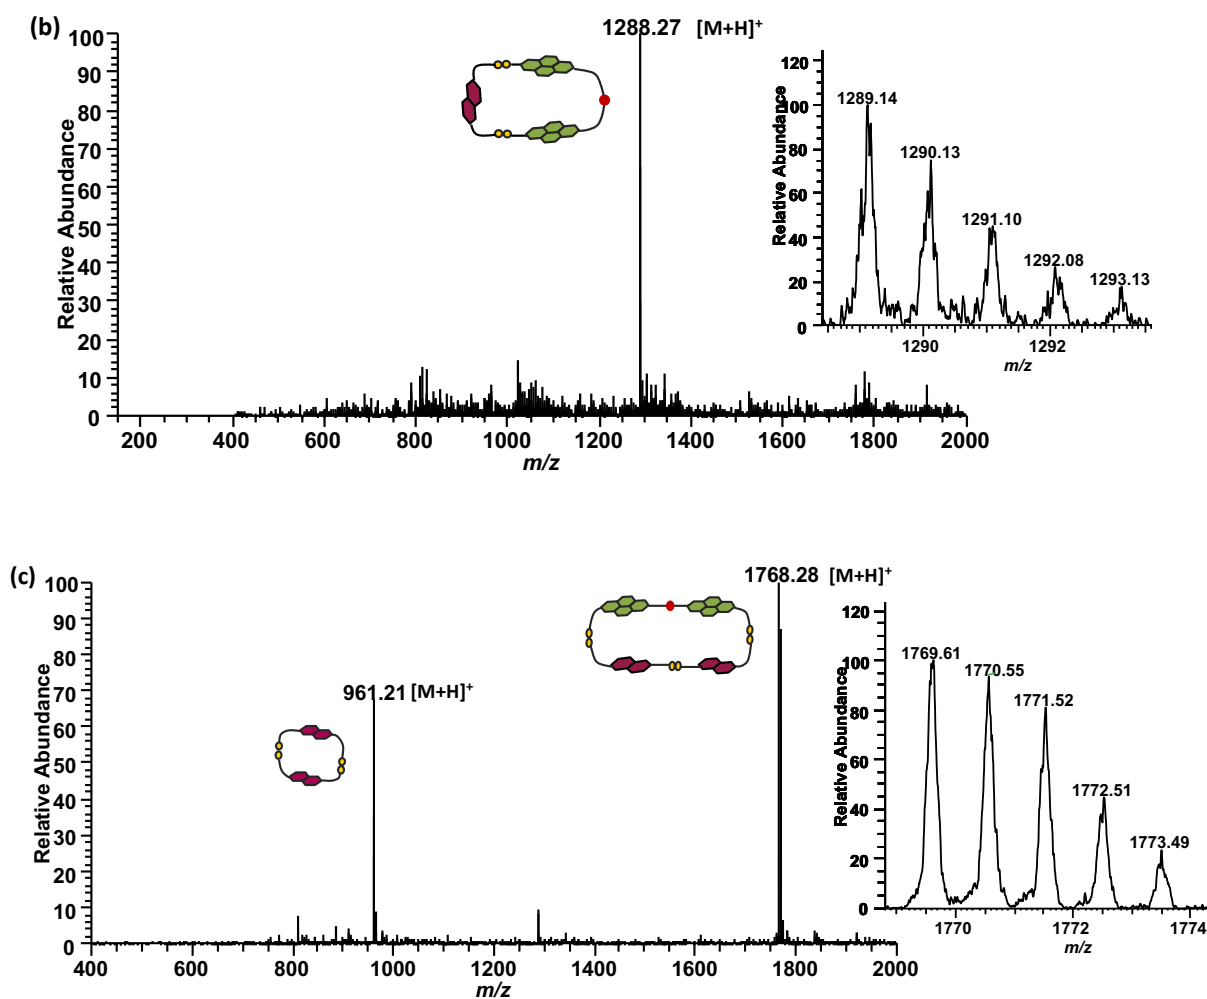 (b)
1288.27 [M+H]+
100
90
80
70
60
50
40
30
20
10
0
Relative Abundance
200 400 600 800 1000 1200 1400 1600 1800 2000
m/z
120
100
80
60
40
20
0
Relative Abundance
1289.14
1290.13
1291.10
1292.08
1293.13
1290 1292
m/z
(c)
1768.28 [M+H]+
961.21 [M+H]+
100
90
80
70
60
50
40
30
20
10
0
Relative Abundance
400 600 800 1000 1200 1400 1600 1800 2000
m/z
120
100
80
60
40
20
0
Relative Abundance
1769.61
1770.55
1771.52
1772.51
1773.49
1770 1772 1774
m/z